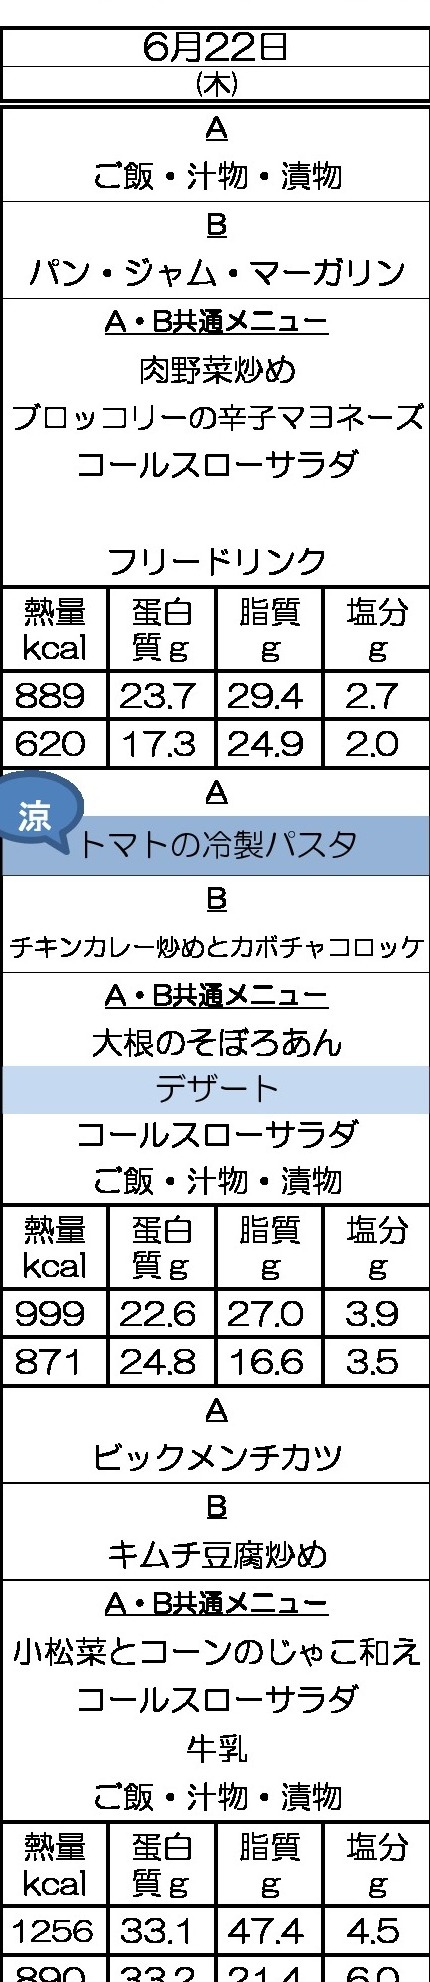 6月22日
(木)
A
ご飯・汁物・漬物
B
パン・ジャム・マーガリン
A・B共通メニュー
肉野菜炒め
ブロッコリーの辛子マヨネーズ
コールスローサラダ
フリードリンク
熱量 蛋白 脂質 塩分
kcal 質g g g
889 23.7 29.4 2.7
620 17.3 24.9 2.0
A
涼
トマトの冷製パスタ
B
チキンカレー炒めとカボチャコロッケ
A・B共通メニュー
大根のそぼろあん
デザート
コールスローサラダ
ご飯・汁物・漬物
熱量 蛋白 脂質 塩分
kcal 質g g g
999 22.6 27.0 3.9
871 24.8 16.6 3.5
A
ビックメンチカツ
B
キムチ豆腐炒め
A・B共通メニュー
小松菜とコーンのじゃこ和え
コールスローサラダ
牛乳
ご飯・汁物・漬物
熱量 蛋白 脂質 塩分
kcal 質g g g
1256 33.1 47.4 4.5
890 33.2 21.4 6.0